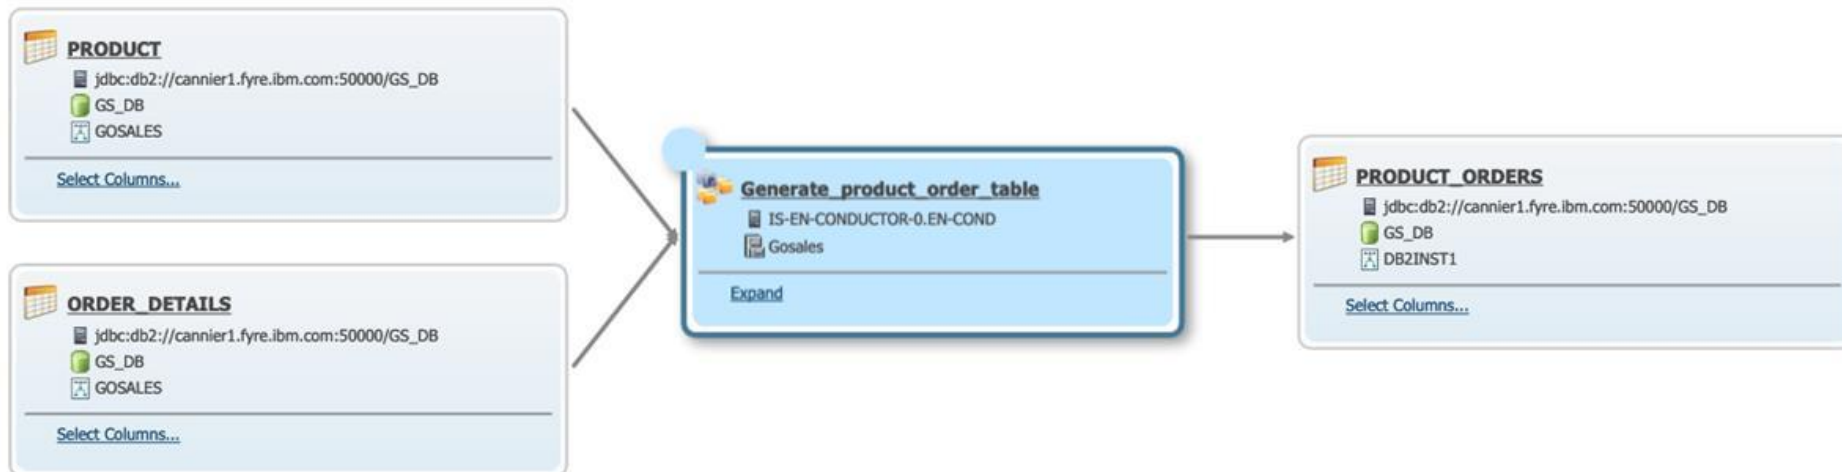 PRODUCT
jdbc:db2://cannier1.fyre.ibm.com:50000/GS_DB
GS_DB
GOSALES
Select Columns...
ORDER_DETAILS
jdbc:db2://cannier1.fyre.ibm.com:50000/GS_DB
GS_DB
GOSALES
Select Columns...
Generate_product_order_table
IS-EN-CONDUCTOR-0.EN-COND
Gosales
Expand
PRODUCT_ORDERS
jdbc:db2://cannier1.fyre.ibm.com:50000/GS_DB
GS_DB
DB2INST1
Select Columns...